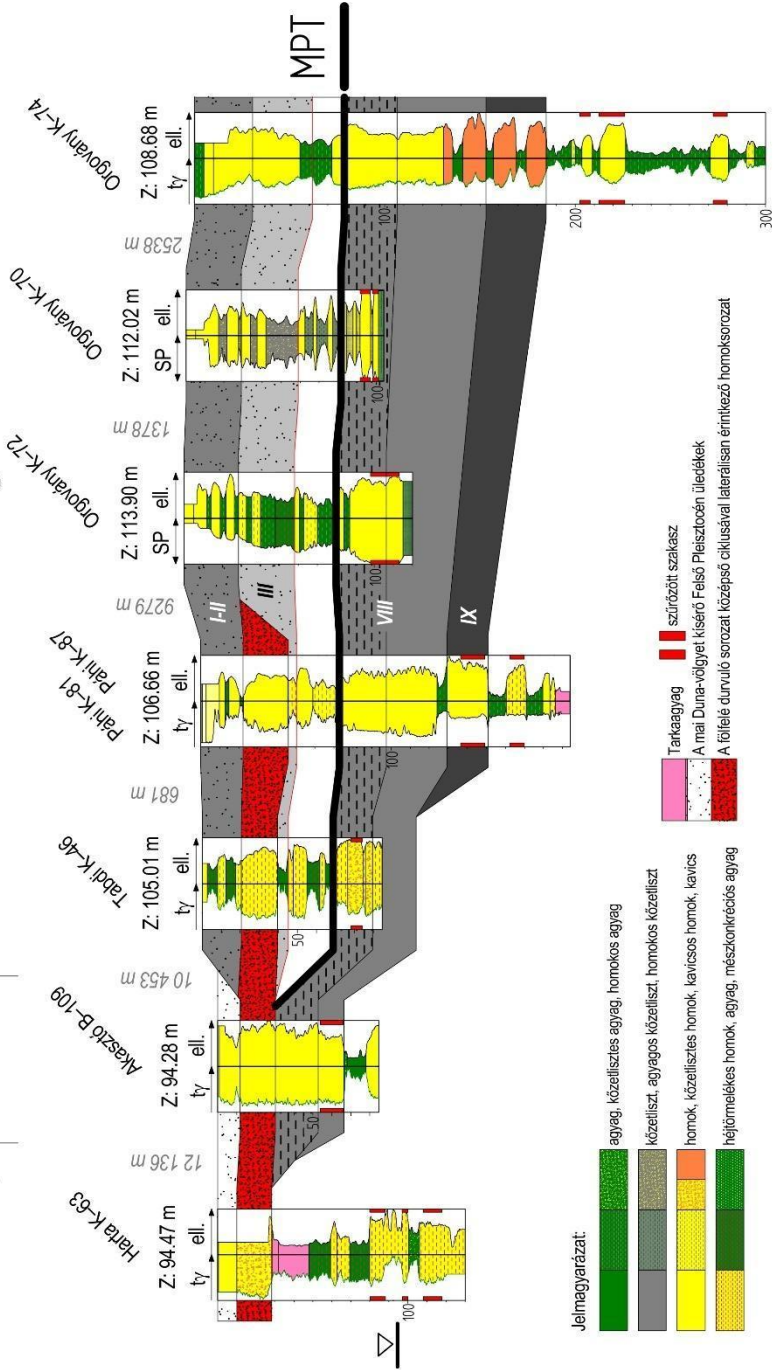 Harta K–63
Z: 94.47 m
tγ
ell.
100
12 136 m
Akasztó B–109
Z: 94.28 m
tγ
ell.
50
10 453 m
Tabdi K–46
Z: 105.01 m
tγ
ell.
50
681 m
Páhi K–81
Páhi K–87
Z: 106.66 m
tγ
ell.
100
9279 m
Orgovány K–72
Z: 113.90 m
SP
ell.
100
1378 m
Orgovány K–70
Z: 112.02 m
SP
ell.
100
2538 m
Orgovány K–74
Z: 108.68 m
tγ
ell.
100
200
300
MPT
I-II
III
VIII
IX
Jelmagyarázat:
agyag, kőzetlisztes agyag, homokos agyag
kőzetliszt, agyagos kőzetliszt, homokos kőzetliszt
homok, kőzetlisztes homok, kavicsos homok, kavics
héjtörmelékes homok, agyag, mészkonkréciós agyag
Tarkaagyag
szűrőzött szakasz
A mai Duna-völgyet kísérő Felső Pleisztocén üledékek
A fölfelé durvuló sorozat középső ciklusával laterálisan érintkező homoksorozat